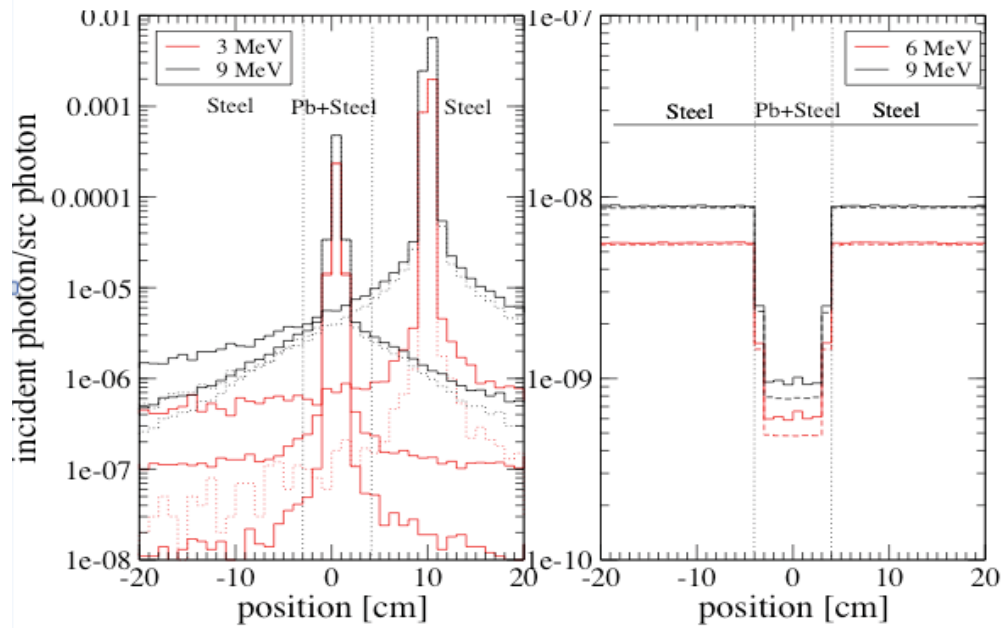 0.01
0.001
0.0001
1e-05
1e-06
1e-07
1e-08
incident photon/src photon
3 MeV
9 MeV
Steel
Pb+Steel
Steel
-20
-10
0
10
20
position [cm]
1e-07
1e-08
1e-09
1e-10
6 MeV
9 MeV
Steel
Pb+Steel
Steel
-20
-10
0
10
20
position [cm]